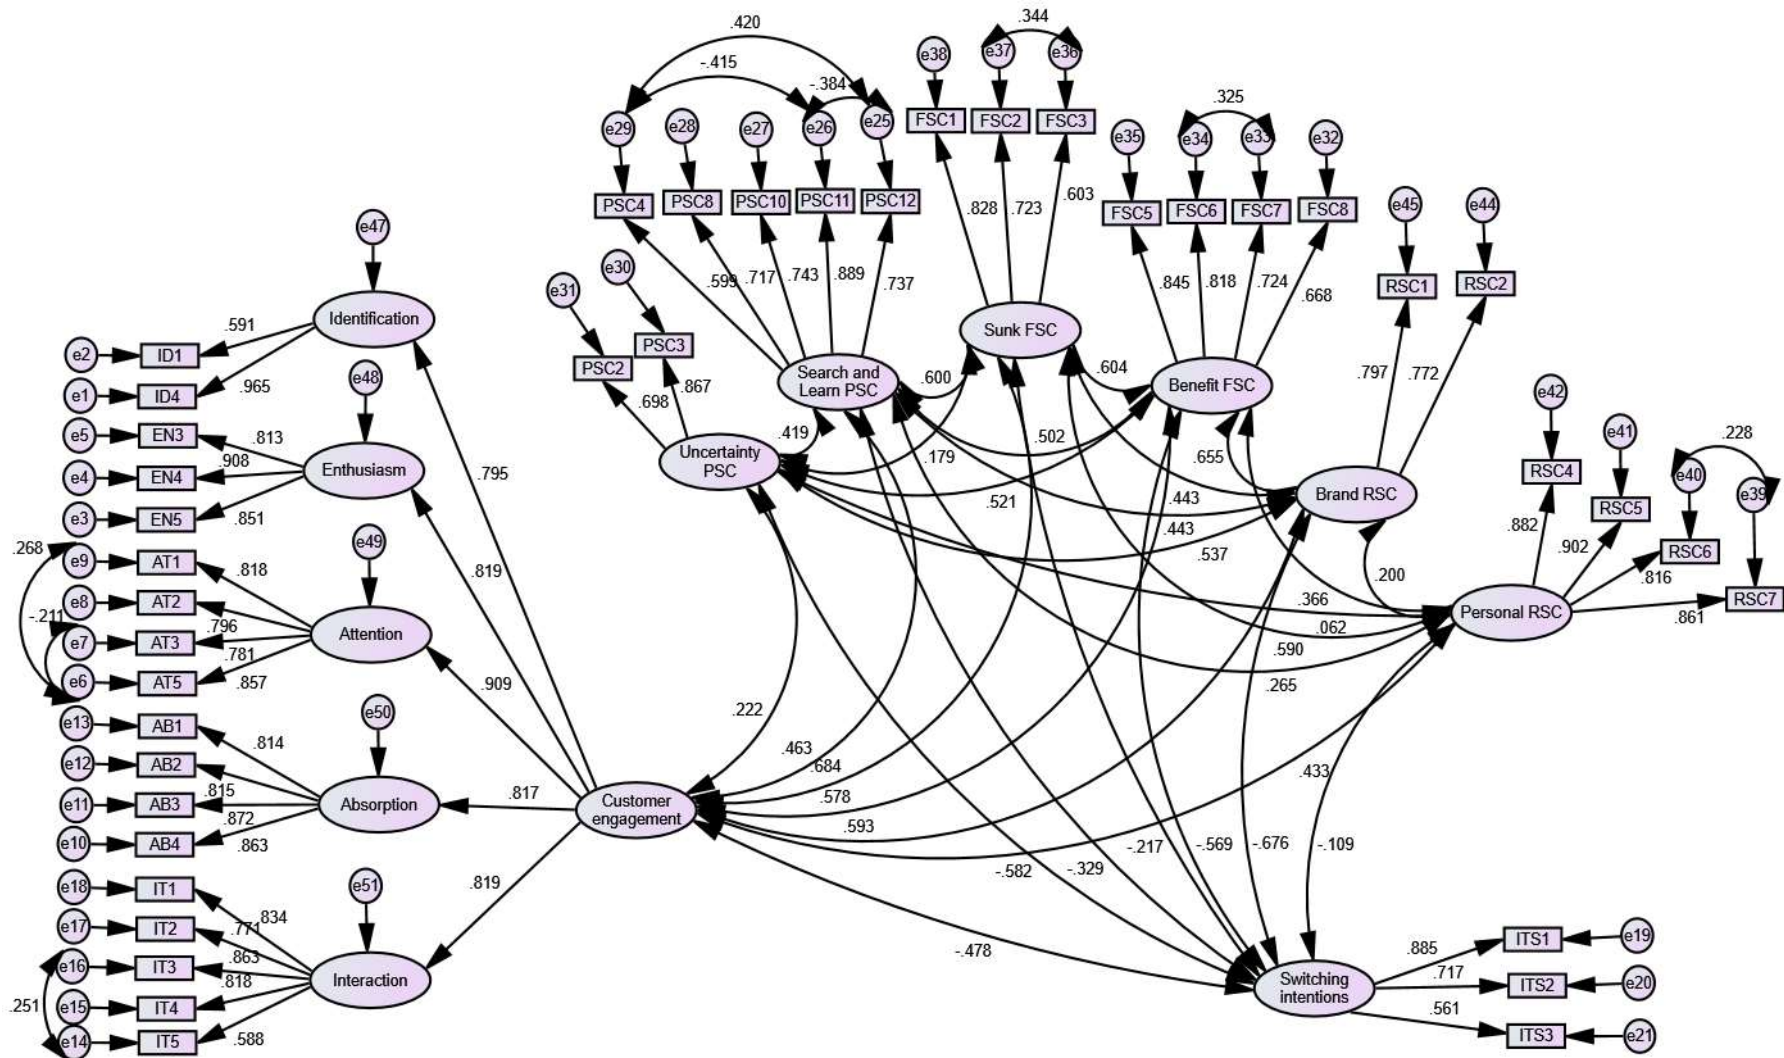 .420
.344
-.415
-.384
e38
e37
e36
.325
e29
e28
e27
e26
e25
FSC1
FSC2
FSC3
e35
e34
e33
e32
PSC4
PSC8
PSC10
PSC11
PSC12
.828
.723
.603
FSC5
FSC6
FSC7
FSC8
e45
e44
e47
e31
e30
.599
.717
.743
.889
.737
.845
.818
.724
.668
RSC1
RSC2
Identification
.591
e2
ID1
.965
e1
ID4
PSC3
PSC2
.867
.698
Search and
Learn PSC
Sunk FSC
.600
.604
Benefit FSC
.797
.772
e42
e41
.228
e40
e39
e48
e5
EN3
.813
.908
Enthusiasm
e4
EN4
e3
EN5
.851
.795
Uncertainty
PSC
.419
.179
.502
.521
.655
.443
.443
.537
Brand RSC
RSC4
RSC5
RSC6
RSC7
.882
.902
.816
.861
.268
e9
AT1
.818
e49
.819
e8
AT2
-.211
.796
e7
AT3
Attention
.781
e6
AT5
.857
.909
.200
.366
.062
.590
.265
Personal RSC
e13
AB1
.814
e50
e12
AB2
.815
e11
AB3
Absorption
.872
e10
AB4
.863
.817
Customer
engagement
.222
.463
.684
.578
.593
.433
-.582
-.329
-.217
-.569
-.676
-.109
e18
IT1
.834
e51
.819
e17
IT2
.771
.863
e16
IT3
.818
Interaction
.251
e15
IT4
e14
IT5
.588
-.478
Switching
intentions
.885
ITS1
e19
.717
ITS2
e20
.561
ITS3
e21